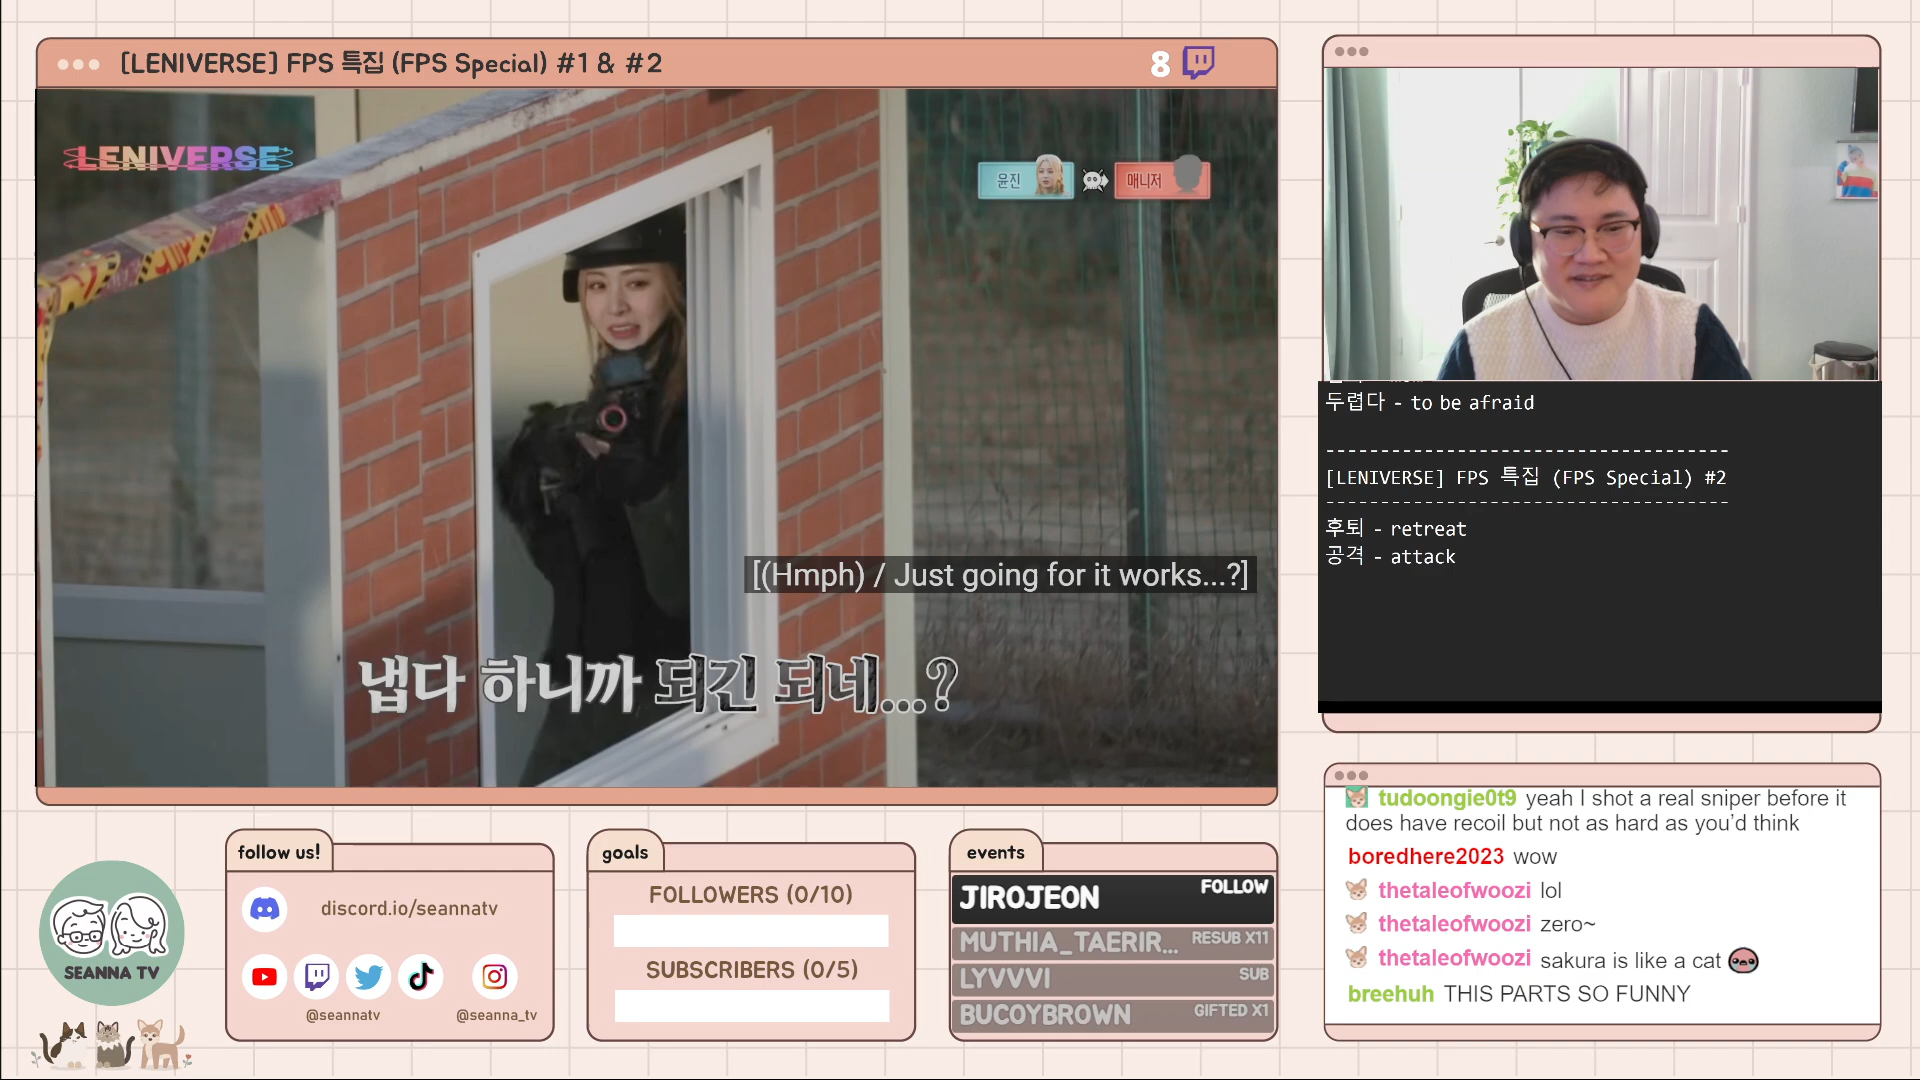 [LENIVERSE] FPS 특집 (FPS Special) #1 & #2
8
LENIVERSE
윤진
매니저
[(Hmph) / Just going for it works...?]
냅다 하니까 되긴 되네...?
두렵다 - to be afraid
-------------------------------------
[LENIVERSE] FPS 특집 (FPS Special) #2
-------------------------------------
후퇴 - retreat
공격 - attack
tudoongie0t9 yeah I shot a real sniper before it
does have recoil but not as hard as you'd think
boredhere2023 wow
thetaleofwoozi lol
thetaleofwoozi zero~
thetaleofwoozi sakura is like a cat
breehuh THIS PARTS SO FUNNY
SEANNA TV
follow us!
discord.io/seannatv
@seannatv
@seanna_tv
goals
FOLLOWERS (0/10)
SUBSCRIBERS (0/5)
events
JIROJEON FOLLOW
MUTHIA_TAERIR... RESUB X11
LYVVVI SUB
BUCOYBROWN GIFTED X1